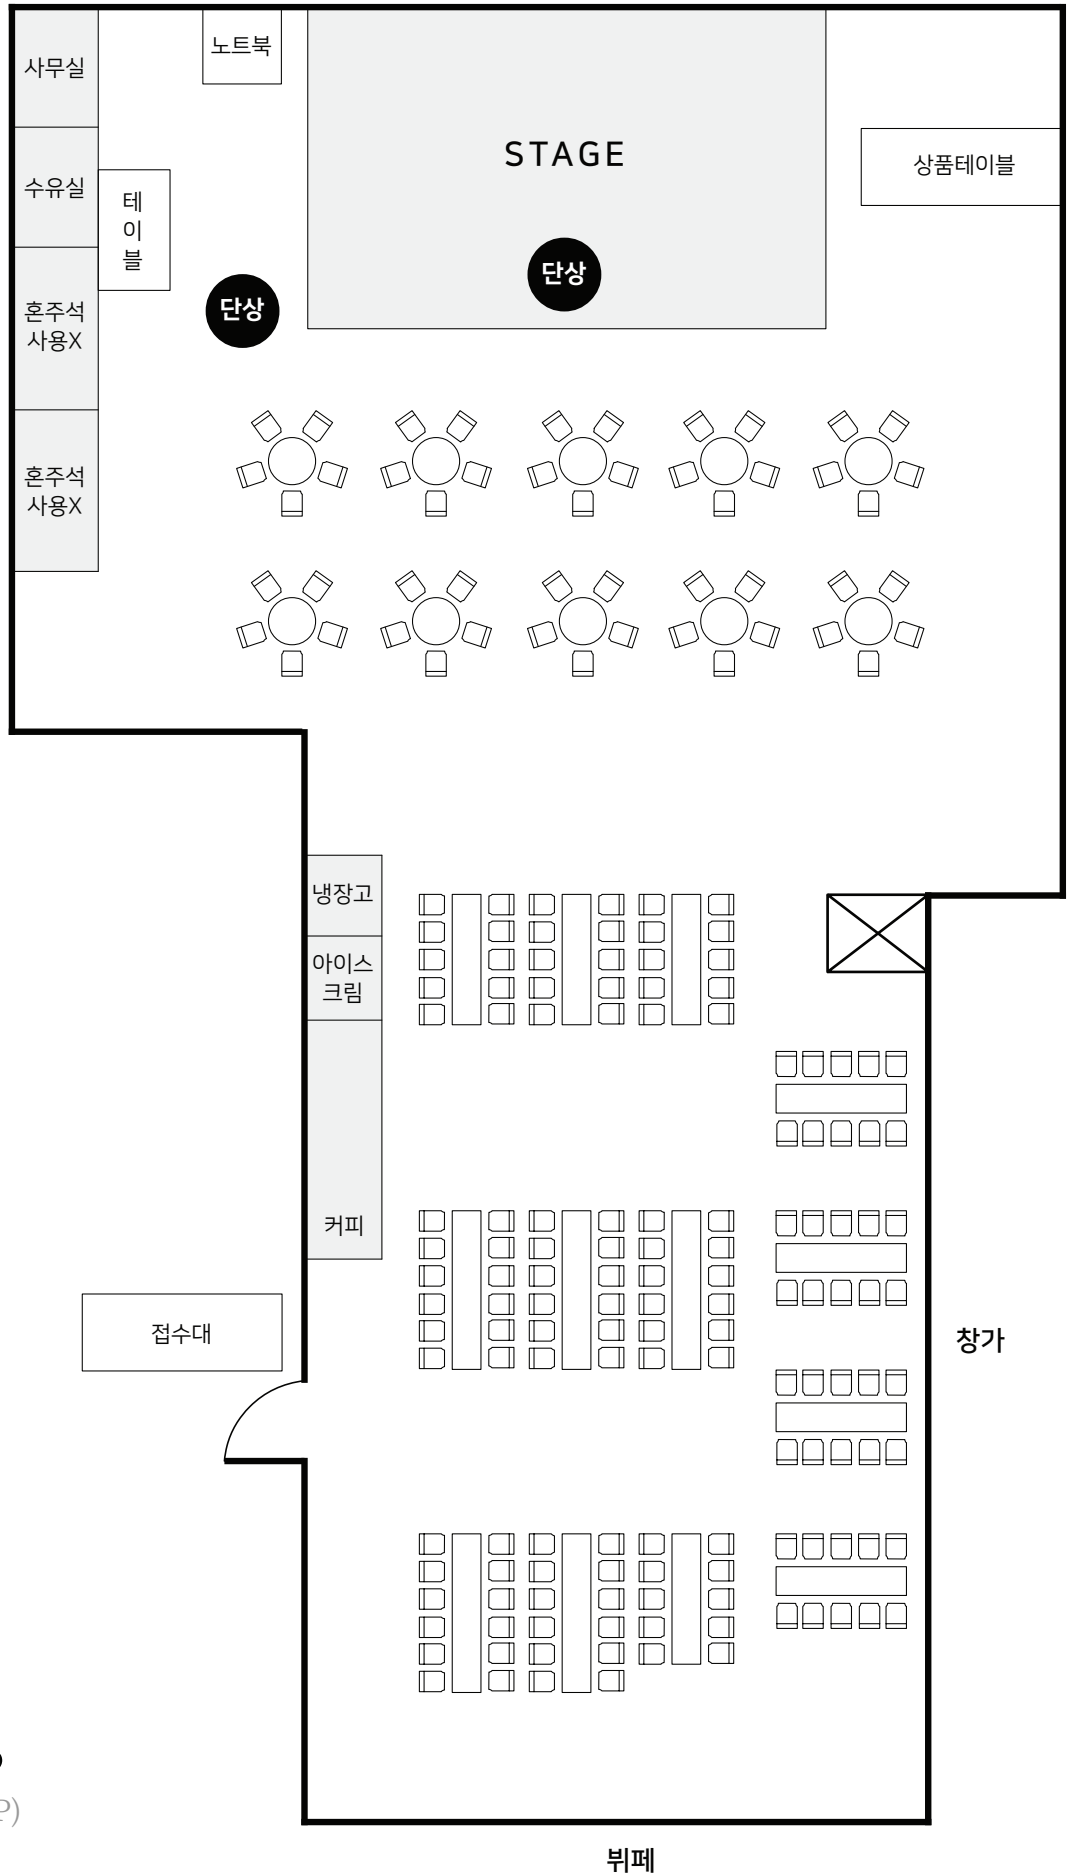 사무실
노트북
STAGE
상품테이블
수유실
테
이
블
단상
단상
혼주석
사용X
혼주석
사용X
냉장고
아이스
크림
커피
접수대
창가
P)
뷔페